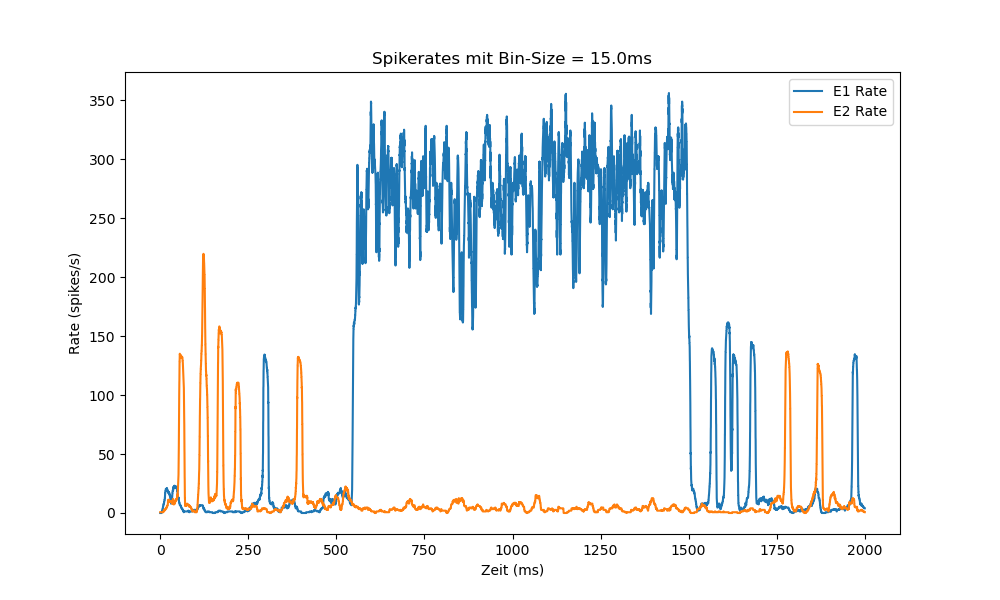 Spikerates mit Bin-Size = 15.0ms
E1 Rate
E2 Rate
350
300
250
200
150
100
50
0
Rate (spikes/s)
0 250 500 750 1000 1250 1500 1750 2000
Zeit (ms)